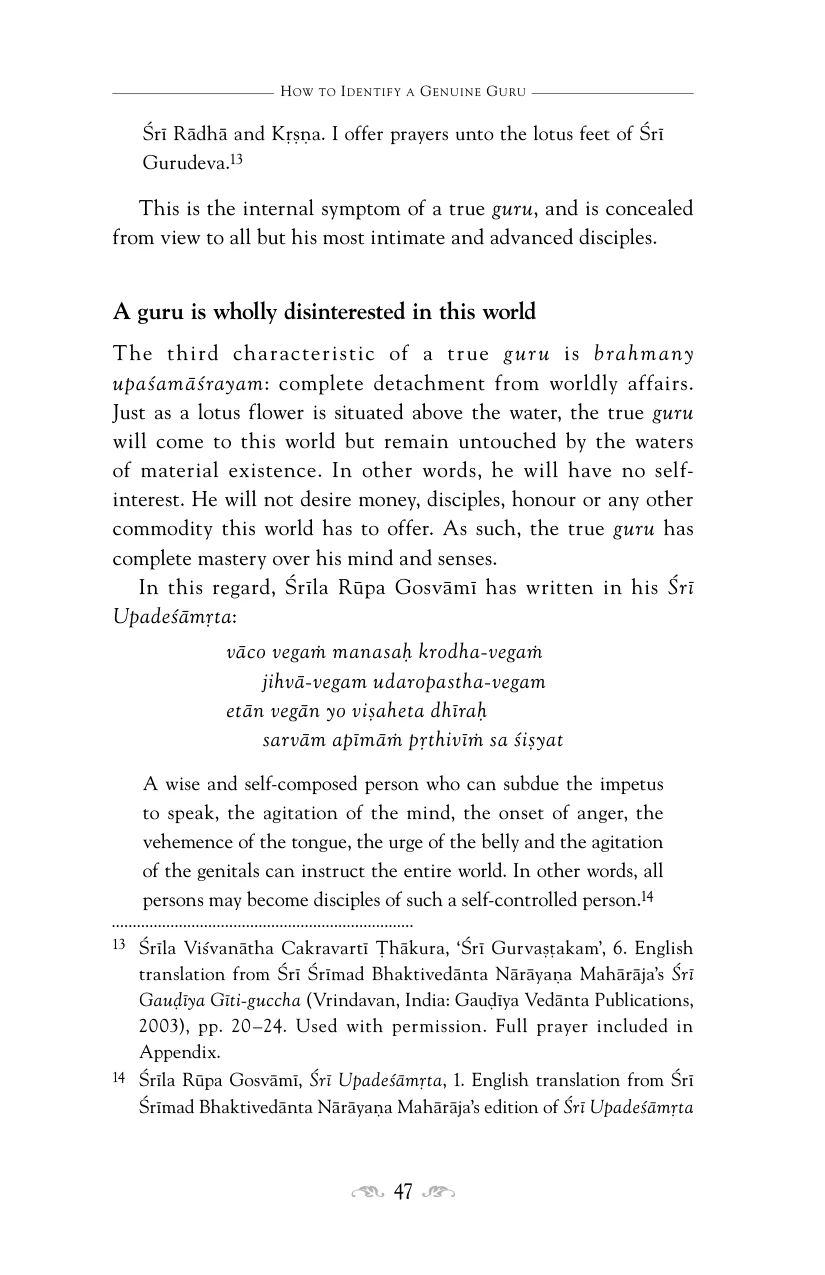 How to Identify a Genuine Guru
Śrī Rādhā and Kṛṣṇa. I offer prayers unto the lotus feet of Śrī
Gurudeva.13
This is the internal symptom of a true guru, and is concealed
from view to all but his most intimate and advanced disciples.
A guru is wholly disinterested in this world
The third characteristic of a true guru is brahmany
upaśamāśrayam: complete detachment from worldly affairs.
Just as a lotus flower is situated above the water, the true guru
will come to this world but remain untouched by the waters
of material existence. In other words, he will have no self-
interest. He will not desire money, disciples, honour or any other
commodity this world has to offer. As such, the true guru has
complete mastery over his mind and senses.
In this regard, Śrīla Rūpa Gosvāmī has written in his Śrī
Upadeśāmṛta:
vāco vegaṁ manasaḥ krodha-vegaṁ
jihvā-vegam udaropastha-vegam
etān vegān yo viṣaheta dhīraḥ
sarvām apīmāṁ pṛthivīṁ sa śiṣyat
A wise and self-composed person who can subdue the impetus
to speak, the agitation of the mind, the onset of anger, the
vehemence of the tongue, the urge of the belly and the agitation
of the genitals can instruct the entire world. In other words, all
persons may become disciples of such a self-controlled person.14
13 Śrīla Viśvanātha Cakravartī Ṭhākura, ‘Śrī Gurvaṣṭakam’, 6. English
translation from Śrī Śrīmad Bhaktivedānta Nārāyaṇa Mahārāja’s Śrī
Gauḍīya Gīti-guccha (Vrindavan, India: Gauḍīya Vedānta Publications,
2003), pp. 20–24. Used with permission. Full prayer included in
Appendix.
14 Śrīla Rūpa Gosvāmī, Śrī Upadeśāmṛta, 1. English translation from Śrī
Śrīmad Bhaktivedānta Nārāyaṇa Mahārāja’s edition of Śrī Upadeśāmṛta
47